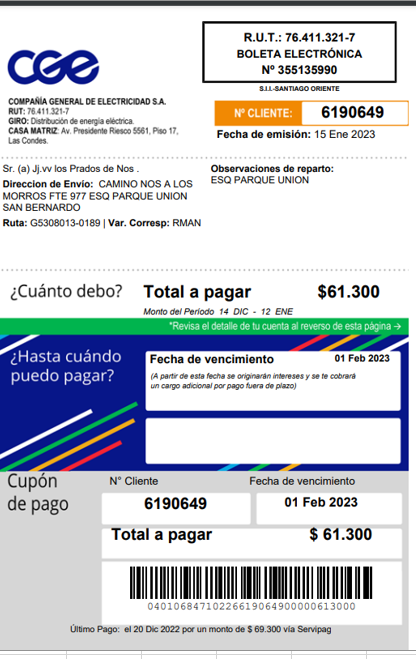 cge
R.U.T.: 76.411.321-7
BOLETA ELECTRÓNICA
Nº 355135990
S.I.I.-SANTIAGO ORIENTE
COMPAÑÍA GENERAL DE ELECTRICIDAD S.A.
RUT: 76.411.321-7
GIRO: Distribución de energía eléctrica.
CASA MATRIZ: Av. Presidente Riesco 5561, Piso 17,
Las Condes.
Nº CLIENTE: 6190649
Fecha de emisión: 15 Ene 2023
Sr. (a) Jj.vv los Prados de Nos .
Direccion de Envío: CAMINO NOS A LOS
MORROS FTE 977 ESQ PARQUE UNION
SAN BERNARDO
Ruta: G5308013-0189 | Var. Corresp: RMAN
Observaciones de reparto:
ESQ PARQUE UNION
¿Cuánto debo? Total a pagar $61.300
Monto del Período 14 DIC - 12 ENE
*Revisa el detalle de tu cuenta al reverso de esta página →
¿Hasta cuándo
puedo pagar?
Fecha de vencimiento 01 Feb 2023
(A partir de esta fecha se originarán intereses y se te cobrará
un cargo adicional por pago fuera de plazo)
Cupón
de pago
N° Cliente Fecha de vencimiento
6190649 01 Feb 2023
Total a pagar $ 61.300
040106847102266190649000000613000
Último Pago: el 20 Dic 2022 por un monto de $ 69.300 vía Servipag